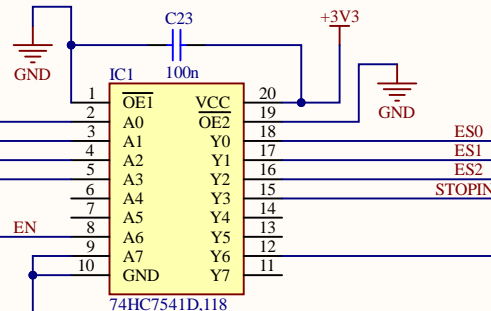 C23
+3V3
GND
IC1
100n
1 OE1 VCC 20
GND
2 A0 OE2 19
3 A1 Y0 18 ES0
4 A2 Y1 17 ES1
5 A3 Y2 16 ES2
6 A4 Y3 15 STOPIN
7 A5 Y4 14
EN 8 A6 Y5 13
9 A7 Y6 12
10 GND Y7 11
74HC7541D,118